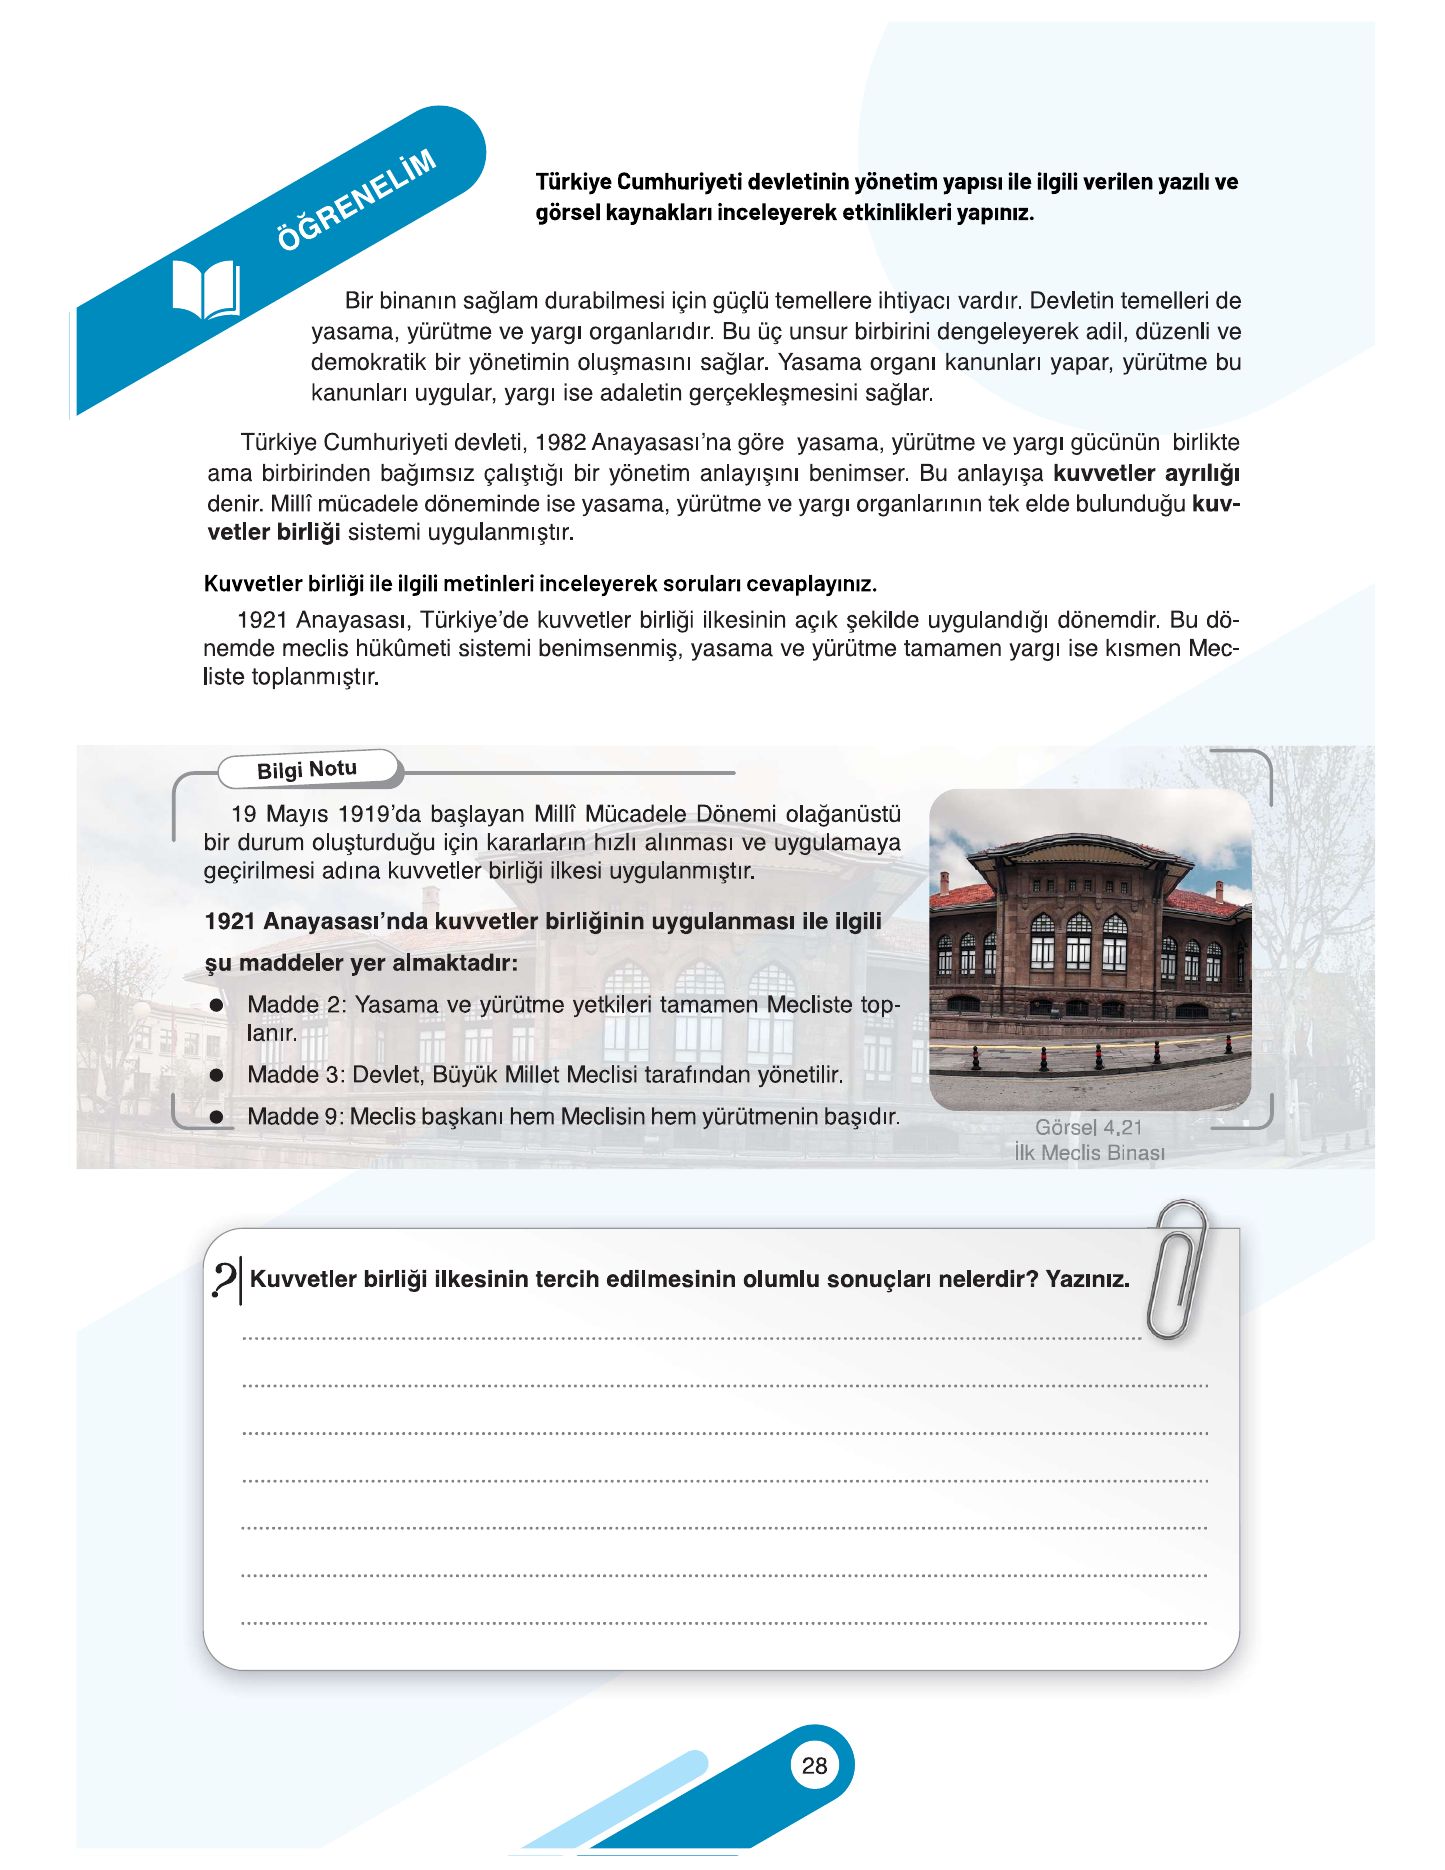 ÖĞRENELİM
Türkiye Cumhuriyeti devletinin yönetim yapısı ile ilgili verilen yazılı ve
görsel kaynakları inceleyerek etkinlikleri yapınız.
Bir binanın sağlam durabilmesi için güçlü temellere ihtiyacı vardır. Devletin temelleri de
yasama, yürütme ve yargı organlarıdır. Bu üç unsur birbirini dengeleyerek adil, düzenli ve
demokratik bir yönetimin oluşmasını sağlar. Yasama organı kanunları yapar, yürütme bu
kanunları uygular, yargı ise adaletin gerçekleşmesini sağlar.
Türkiye Cumhuriyeti devleti, 1982 Anayasası’na göre yasama, yürütme ve yargı gücünün birlikte
ama birbirinden bağımsız çalıştığı bir yönetim anlayışını benimser. Bu anlayışa kuvvetler ayrılığı
denir. Millî mücadele döneminde ise yasama, yürütme ve yargı organlarının tek elde bulunduğu kuv-
vetler birliği sistemi uygulanmıştır.
Kuvvetler birliği ile ilgili metinleri inceleyerek soruları cevaplayınız.
1921 Anayasası, Türkiye’de kuvvetler birliği ilkesinin açık şekilde uygulandığı dönemdir. Bu dö-
nemde meclis hükûmeti sistemi benimsenmiş, yasama ve yürütme tamamen yargı ise kısmen Mec-
liste toplanmıştır.
Bilgi Notu
19 Mayıs 1919’da başlayan Millî Mücadele Dönemi olağanüstü
bir durum oluşturduğu için kararların hızlı alınması ve uygulamaya
geçirilmesi adına kuvvetler birliği ilkesi uygulanmıştır.
1921 Anayasası’nda kuvvetler birliğinin uygulanması ile ilgili
şu maddeler yer almaktadır:
● Madde 2: Yasama ve yürütme yetkileri tamamen Mecliste top-
lanır.
● Madde 3: Devlet, Büyük Millet Meclisi tarafından yönetilir.
● Madde 9: Meclis başkanı hem Meclisin hem yürütmenin başıdır.
Görsel 4.21
İlk Meclis Binası
? Kuvvetler birliği ilkesinin tercih edilmesinin olumlu sonuçları nelerdir? Yazınız.
28